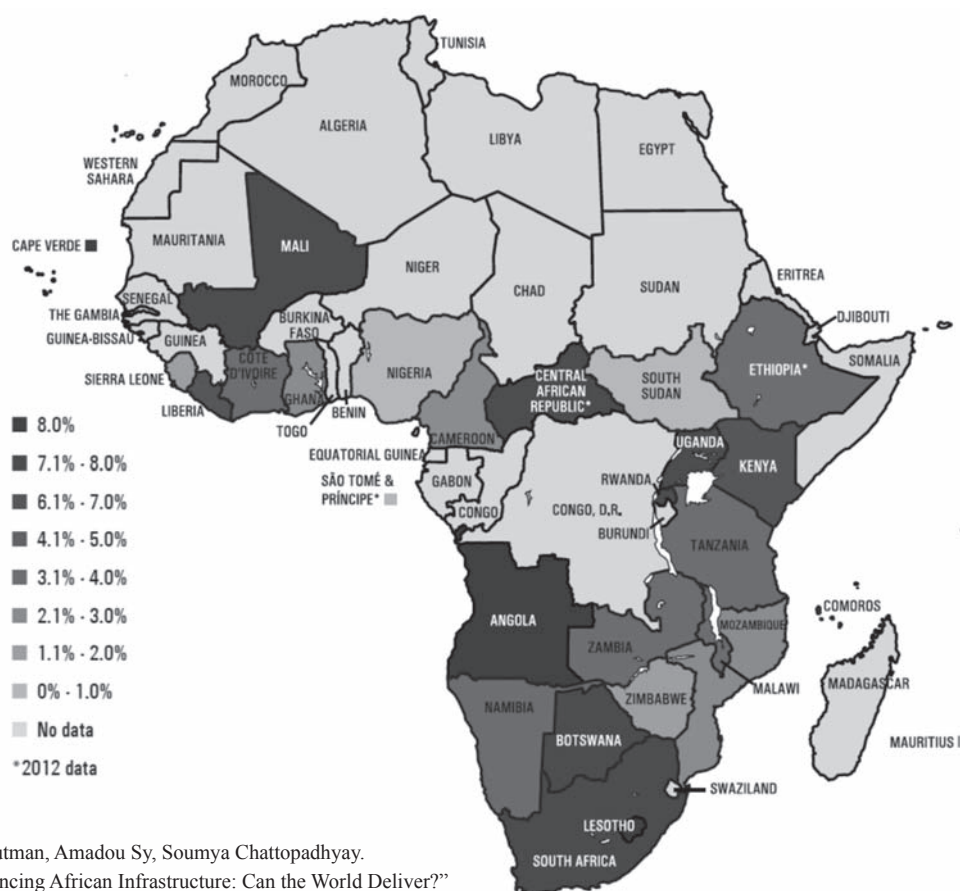 TUNISIA
MOROCCO
ALGERIA
LIBYA
EGYPT
WESTERN
SAHARA
MAURITANIA
CAPE VERDE
MALI
NIGER
CHAD
SUDAN
ERITREA
SENEGAL
THE GAMBIA
GUINEA-BISSAU
GUINEA
BURKINA
FASO
DJIBOUTI
SOMALIA
SIERRA LEONE
CÔTE
D'IVOIRE
GHANA
NIGERIA
CENTRAL
AFRICAN
REPUBLIC*
SOUTH
SUDAN
ETHIOPIA*
LIBERIA
TOGO
BENIN
CAMEROON
EQUATORIAL GUINEA
SÃO TOMÉ &
PRÍNCIPE*
GABON
CONGO
CONGO, D.R.
UGANDA
KENYA
RWANDA
BURUNDI
TANZANIA
COMOROS
ANGOLA
ZAMBIA
MOZAMBIQUE
MALAWI
MADAGASCAR
MAURITIUS
NAMIBIA
ZIMBABWE
BOTSWANA
SWAZILAND
LESOTHO
SOUTH AFRICA
8.0%
7.1% - 8.0%
6.1% - 7.0%
4.1% - 5.0%
3.1% - 4.0%
2.1% - 3.0%
1.1% - 2.0%
0% - 1.0%
No data
*2012 data
utman, Amadou Sy, Soumya Chattopadhyay.
ncing African Infrastructure: Can the World Deliver?”